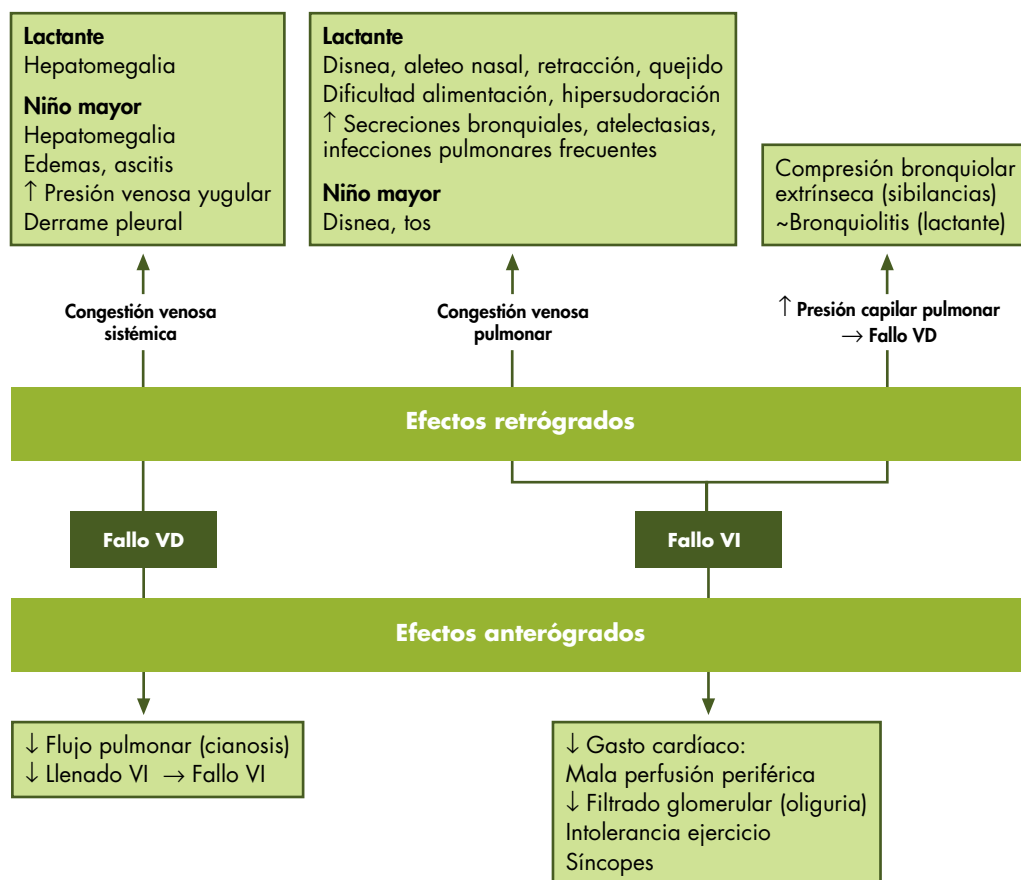 Lactante
Hepatomegalia
Niño mayor
Hepatomegalia
Edemas, ascitis
↑ Presión venosa yugular
Derrame pleural
Lactante
Disnea, aleteo nasal, retracción, quejido
Dificultad alimentación, hipersudoración
↑ Secreciones bronquiales, atelectasias,
infecciones pulmonares frecuentes
Niño mayor
Disnea, tos
Compresión bronquiolar
extrínseca (sibilancias)
~Bronquiolitis (lactante)
Congestión venosa
sistémica
Congestión venosa
pulmonar
↑ Presión capilar pulmonar
→ Fallo VD
Efectos retrógrados
Fallo VD
Fallo VI
Efectos anterógrados
↓ Flujo pulmonar (cianosis)
↓ Llenado VI → Fallo VI
↓ Gasto cardíaco:
Mala perfusión periférica
↓ Filtrado glomerular (oliguria)
Intolerancia ejercicio
Síncopes